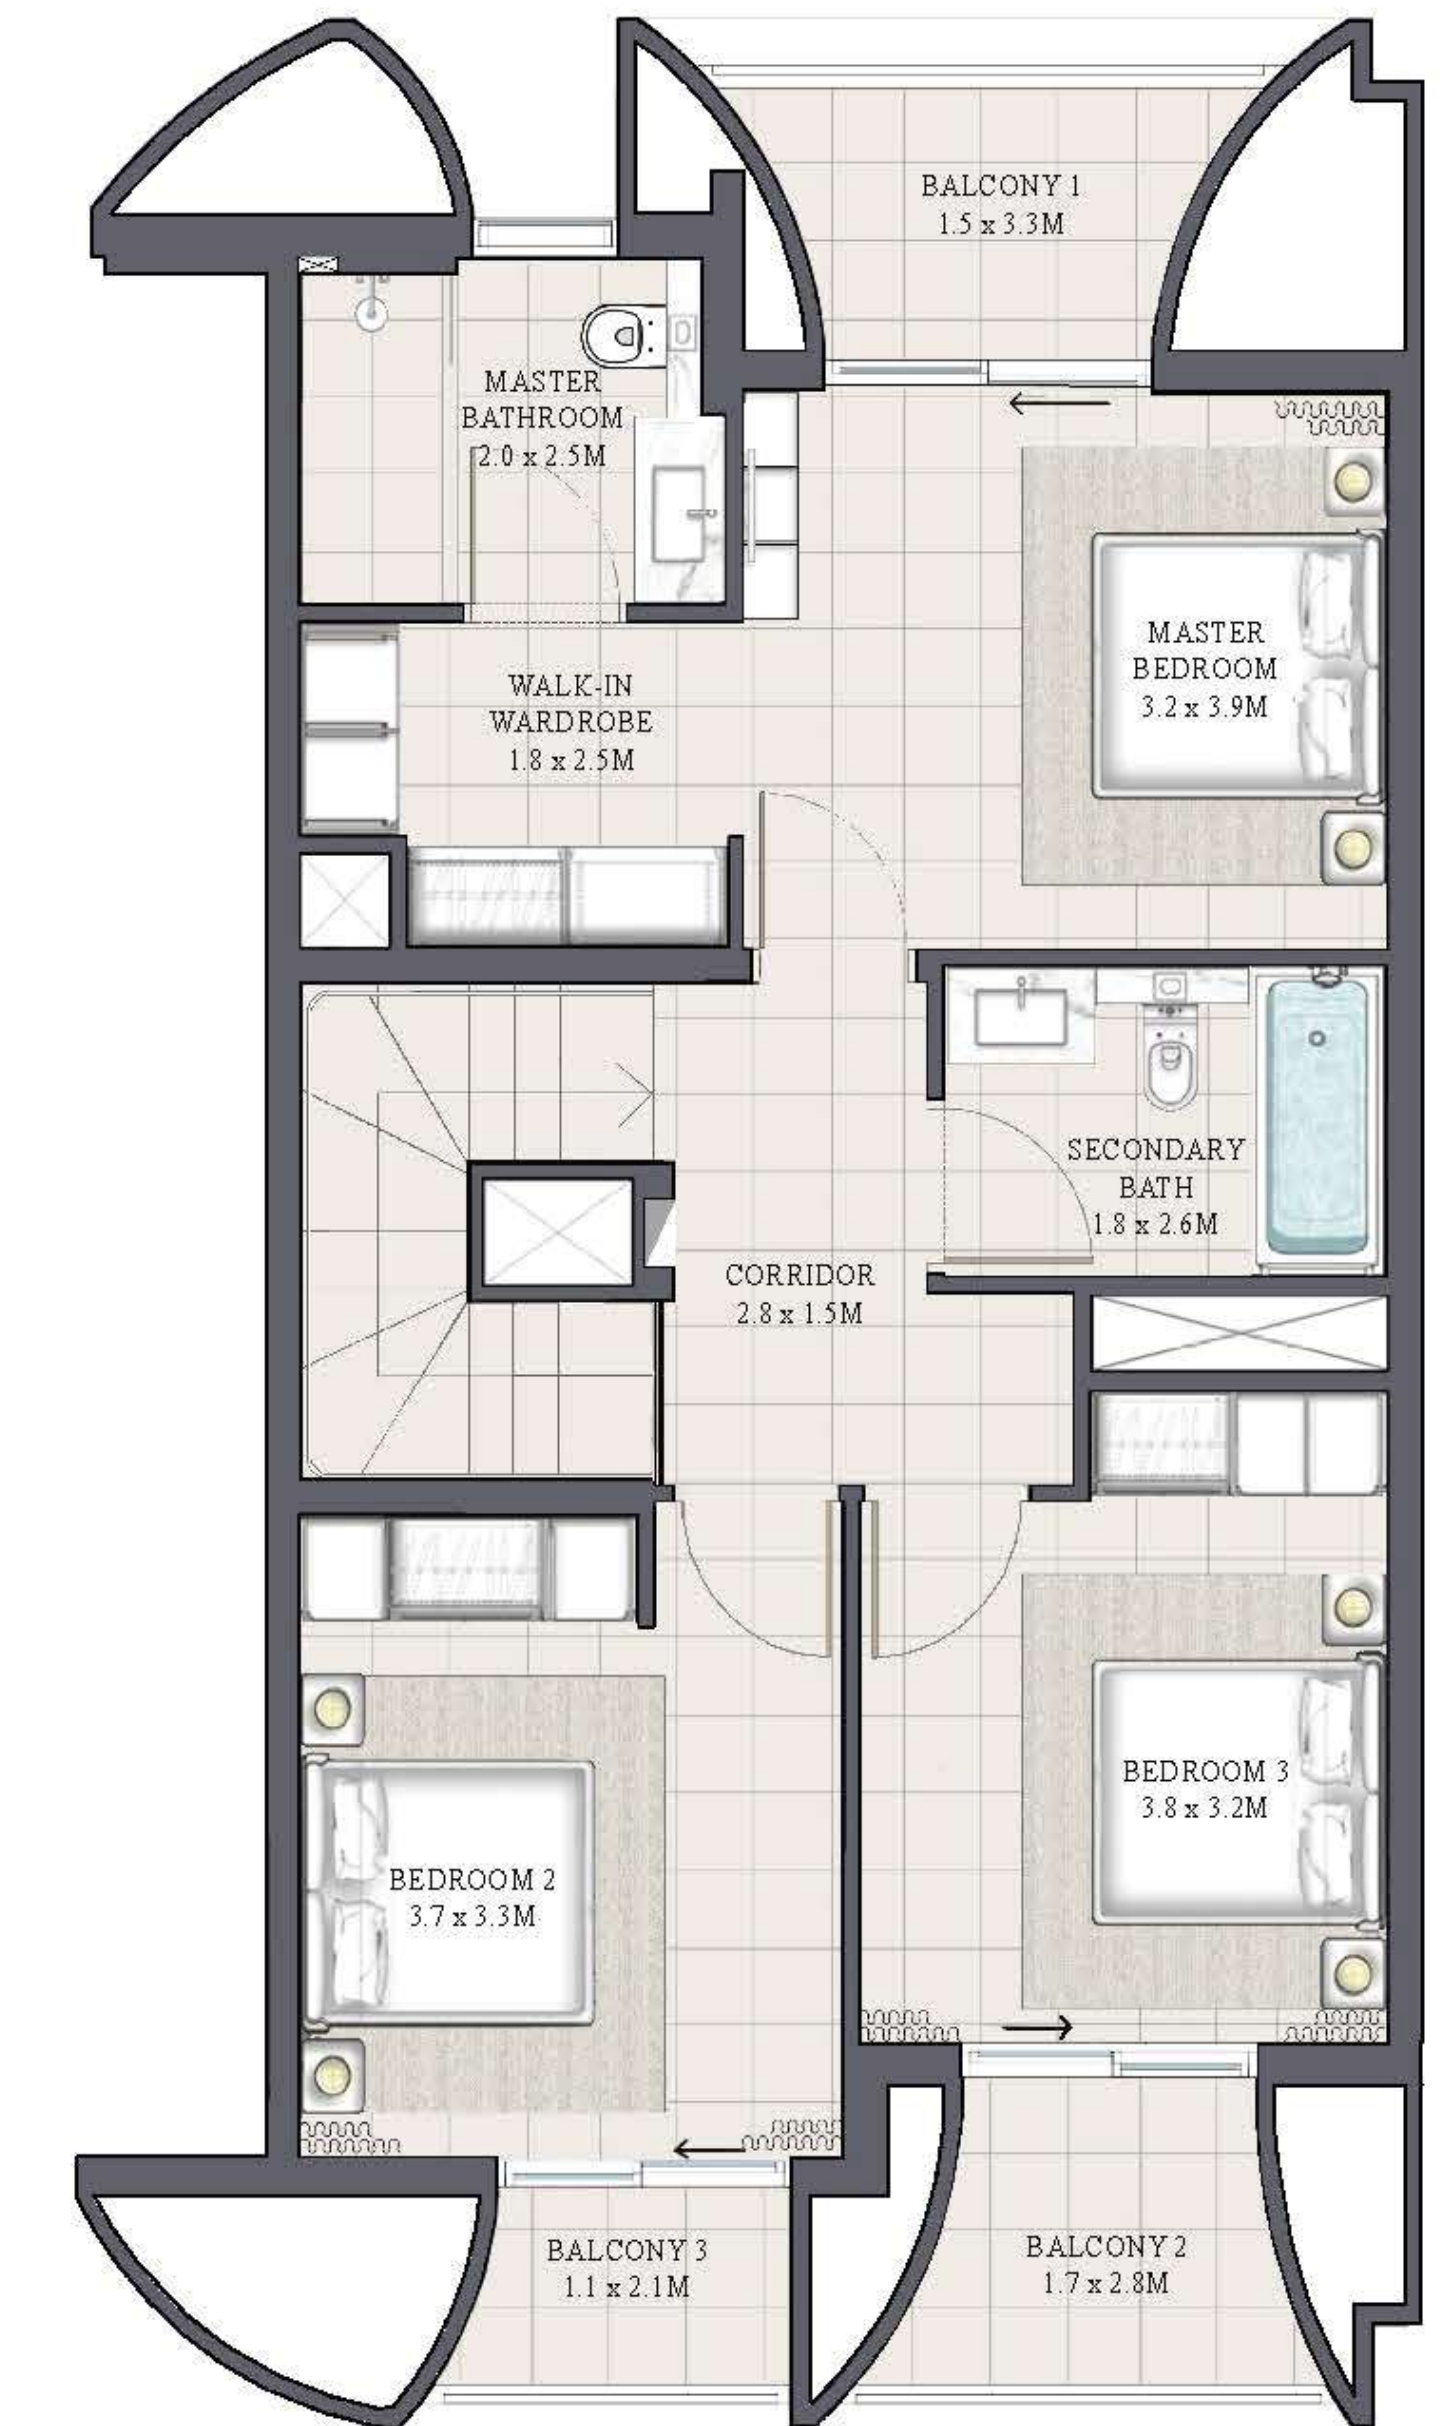 BALCONY 1
1.5 x 3.3M
MASTER
BATHROOM
2.0 x 2.5M
MASTER
BEDROOM
3.2 x 3.9M
WALK-IN
WARDROBE
1.8 x 2.5M
SECONDARY
BATH
1.8 x 2.6M
CORRIDOR
2.8 x 1.5M
BEDROOM 3
3.8 x 3.2M
BEDROOM 2
3.7 x 3.3M
BALCONY 3
1.1 x 2.1M
BALCONY 2
1.7 x 2.8M